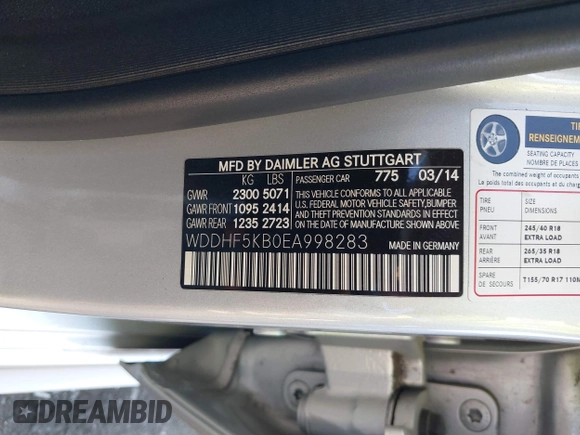 MFD BY DAIMLER AG STUTTGART
KG LBS PASSENGER CAR 775 03/14
GVWR 2300 5071
GAWR FRONT 1095 2414
GAWR REAR 1235 2723
THIS VEHICLE CONFORMS TO ALL APPLICABLE
U.S. FEDERAL MOTOR VEHICLE SAFETY, BUMPER
AND THEFT PREVENTION STANDARDS IN EFFECT
ON THE DATE OF MANUFACTURE SHOWN ABOVE
WDDHF5KB0EA998283 MADE IN GERMANY
RENSEIGNEMEN
SEATING CAPACITY
NOMBRE DE PLACES
The combined weight of occupants
Le poids combiné des occupants
TIRE
PNEU
SIZE
DIMENSIONS
FRONT
AVANT
245/40 R18
EXTRA LOAD
REAR
ARRIÈRE
265/35 R18
EXTRA LOAD
SPARE
DE SECOURS
T155/70 R17 110M
DREAMBID